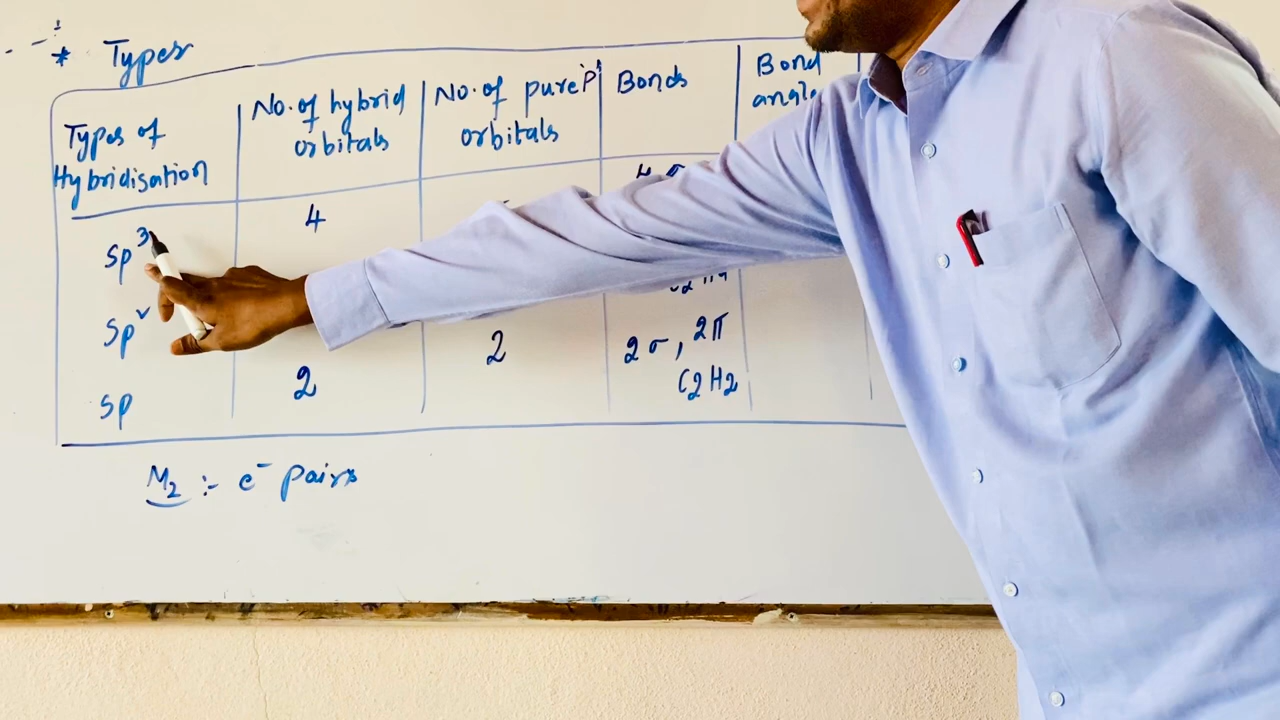 * Types
Types of
Hybridisation
No. of hybrid
orbitals
No. of pure 'P'
orbitals
Bonds
Bond
angle
sp³
4
4 σ
sp²
sp
2
2
2σ, 2π
C2H2
M2 :- e⁻ pairs